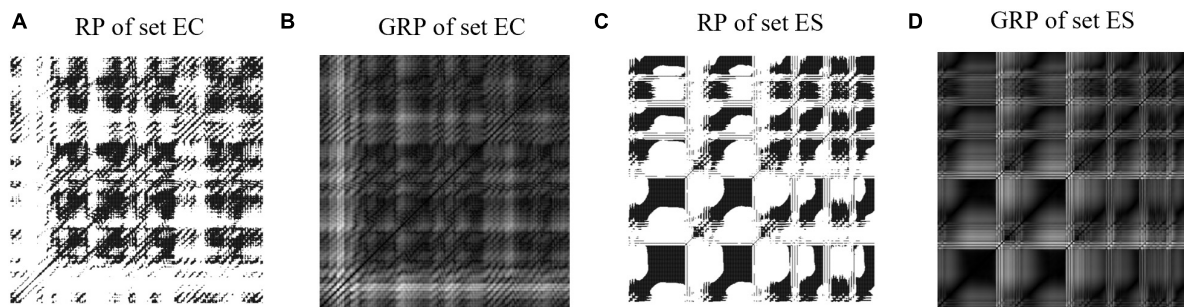 A RP of set EC
B GRP of set EC
C RP of set ES
D GRP of set ES